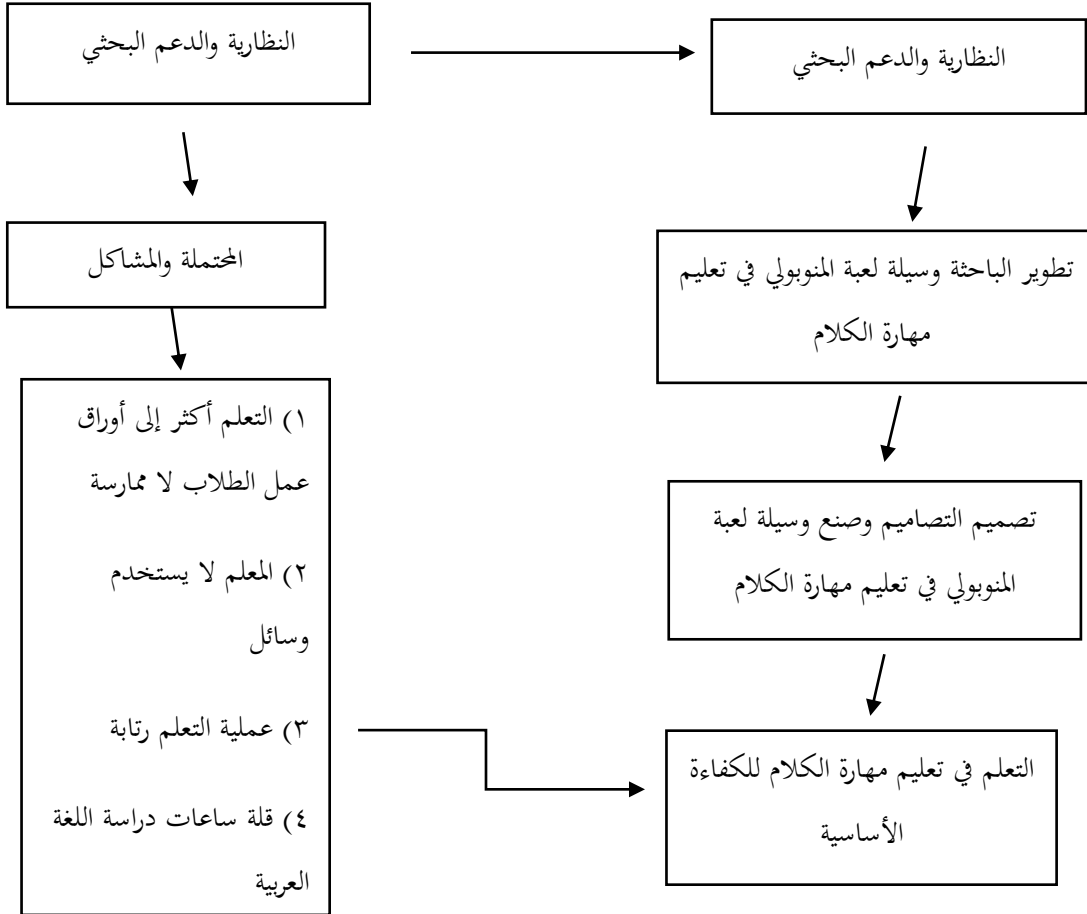 النظارية والدعم البحثي
النظارية والدعم البحثي
المحتملة والمشاكل
تطوير الباحثة وسيلة لعبة المنوبولي في تعليم
مهارة الكلام
١) التعلم أكثر إلى أوراق
عمل الطلاب لا ممارسة
٢) المعلم لا يستخدم
وسائل
٣) عملية التعلم رتابة
٤) قلة ساعات دراسة اللغة
العربية
تصميم التصاميم وصنع وسيلة لعبة
المنوبولي في تعليم مهارة الكلام
التعلم في تعليم مهارة الكلام للكفاءة
الأساسية